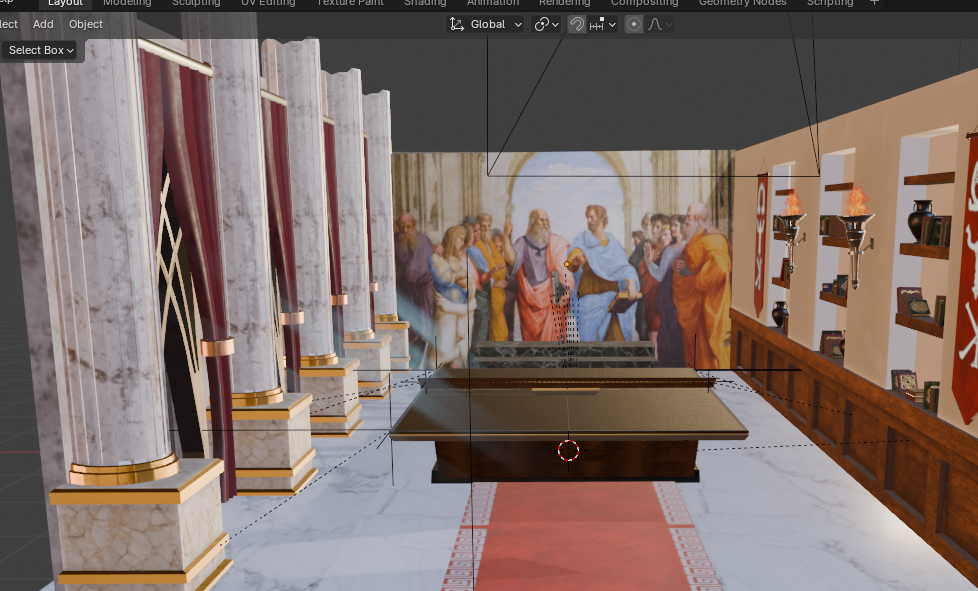 Layout Modeling Sculpting UV Editing Texture Paint Shading Animation Rendering Compositing Geometry Nodes Scripting +
lect Add Object Global
Select Box